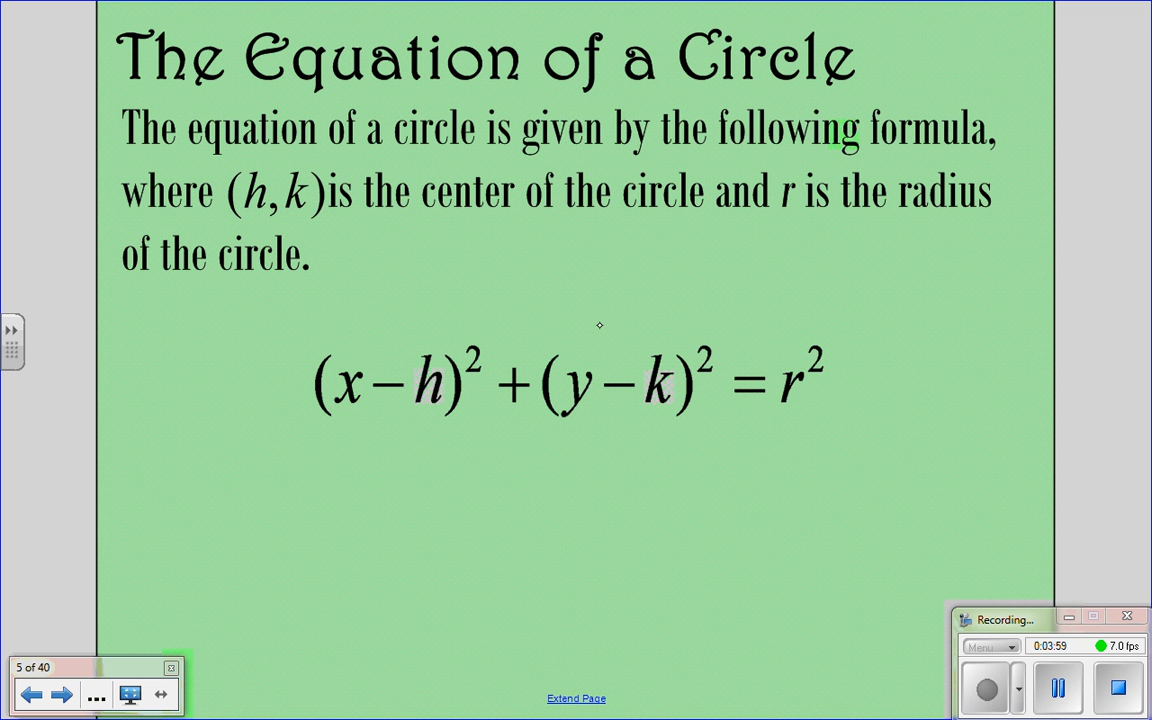 The Equation of a Circle
The equation of a circle is given by the following formula,
where (h, k) is the center of the circle and r is the radius
of the circle.
(x − h)² + (y − k)² = r²
Recording...
Menu
0:03:59
7.0 fps
5 of 40
...
Extend Page